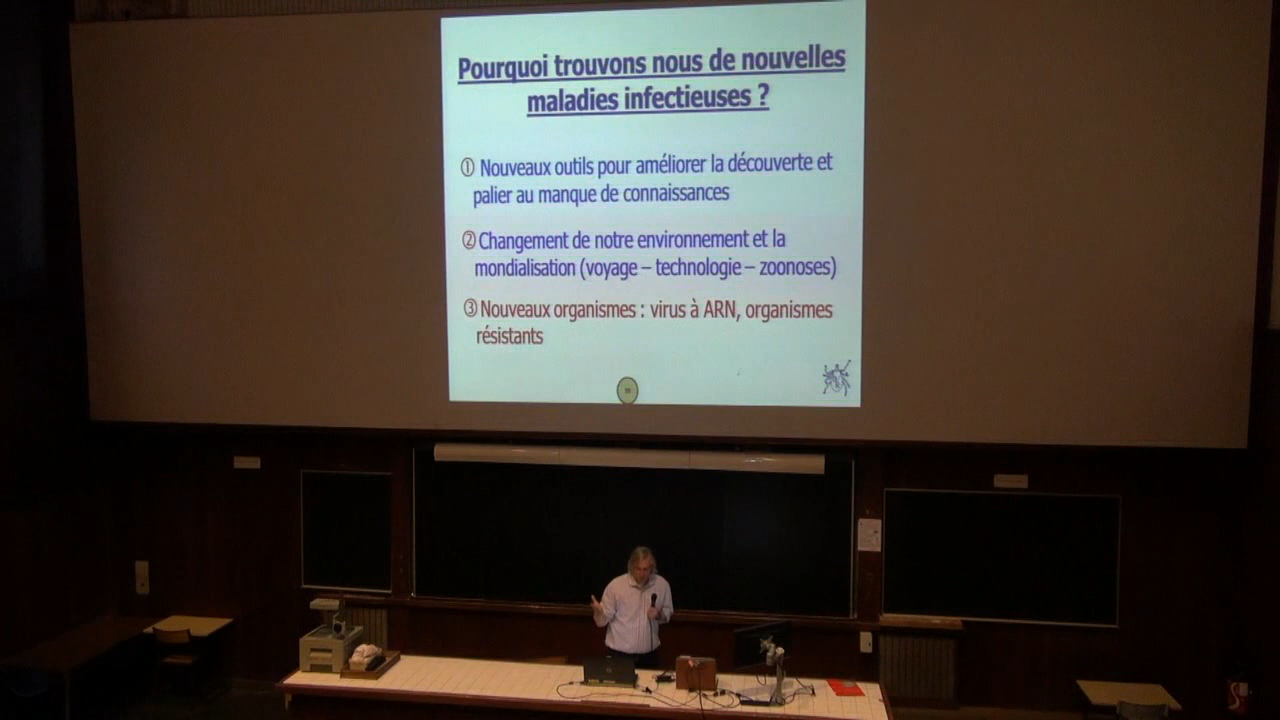 Pourquoi trouvons nous de nouvelles
maladies infectieuses ?
① Nouveaux outils pour améliorer la découverte et
palier au manque de connaissances
② Changement de notre environnement et la
mondialisation (voyage – technologie – zoonoses)
③ Nouveaux organismes : virus à ARN, organismes
résistants